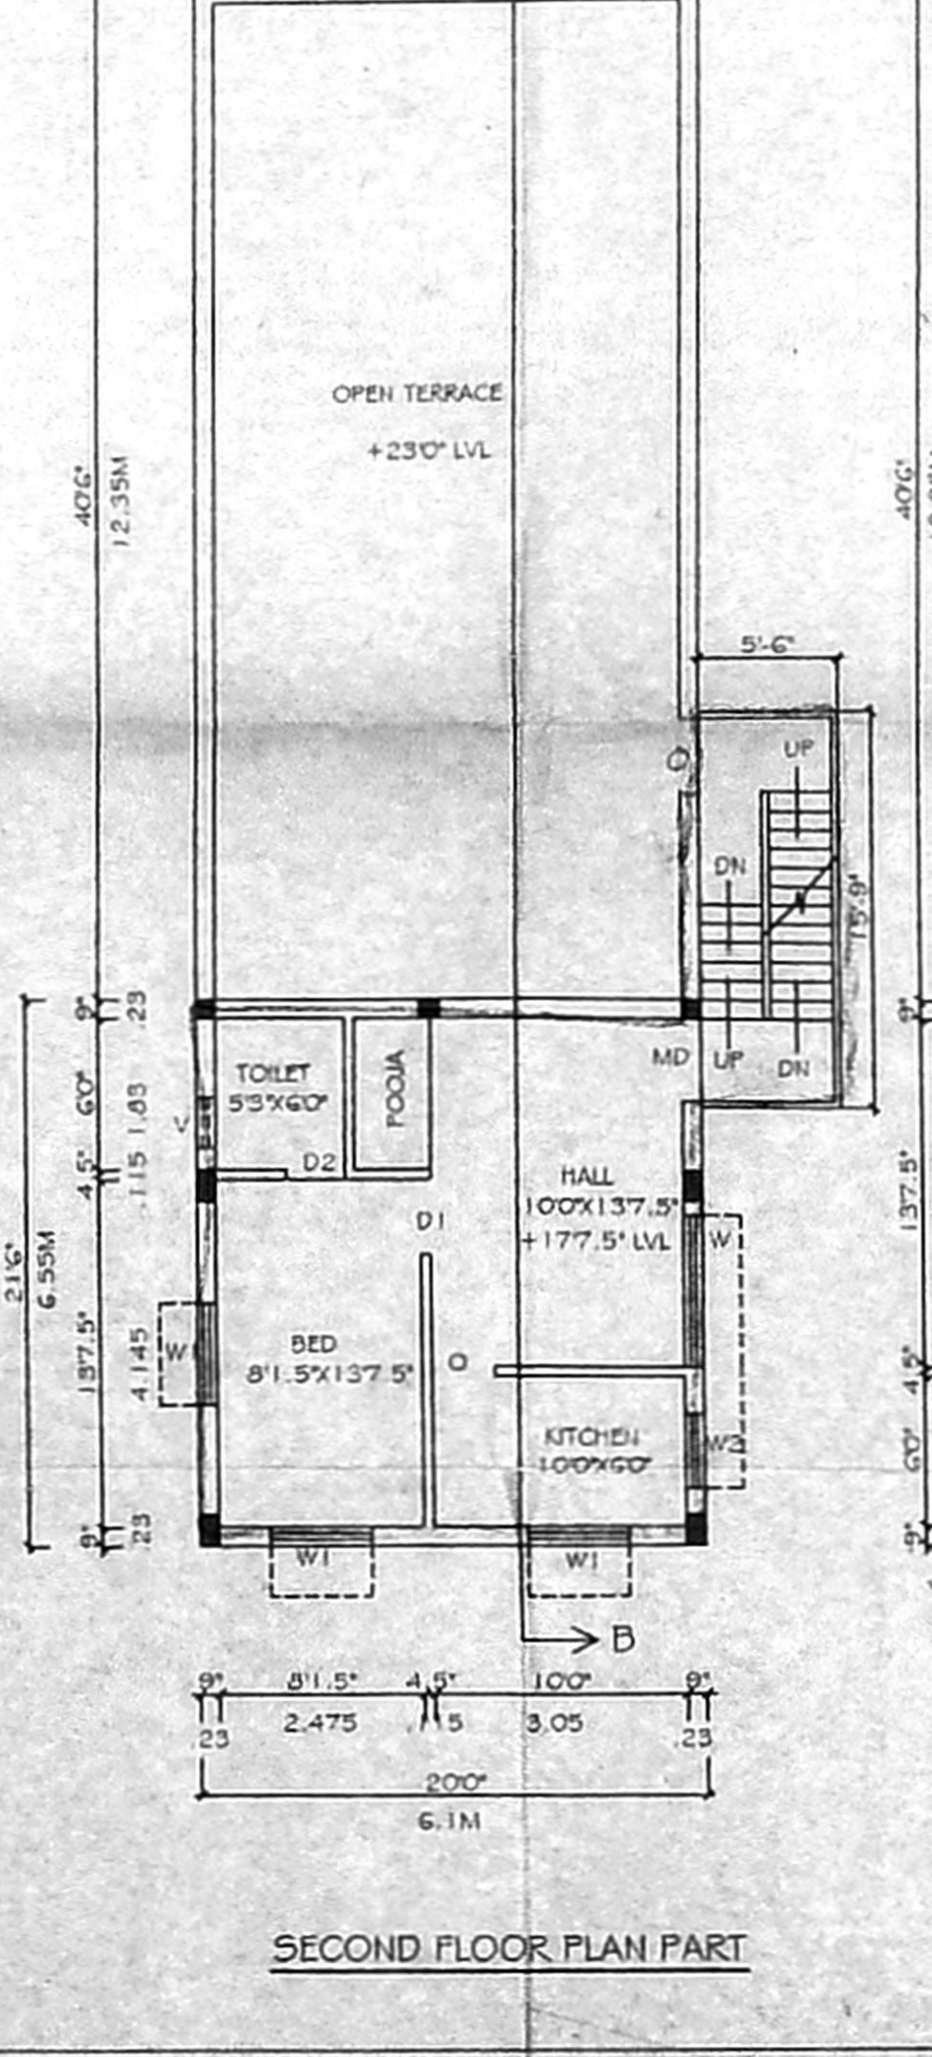 OPEN TERRACE
+23'0" LVL
40'6"
12.35M
40'6"
5'-6"
UP
DN
15'-9"
9"
.23
9"
MD
UP
DN
TOILET
5'3"X6'0"
POOJA
6'0"
1.83
V
D2
4.5"
.115
HALL
10'0"X13'7.5"
+17'7.5" LVL
13'7.5"
D1
W
21'6"
6.55M
BED
8'1.5"X13'7.5"
W1
13'7.5"
4.145
O
4.5"
KITCHEN
10'0"X6'0"
W2
6'0"
9"
.23
9"
W1
W1
B
9"
8'1.5"
4.5"
10'0"
9"
.23
2.475
.115
3.05
.23
20'0"
6.1M
SECOND FLOOR PLAN PART